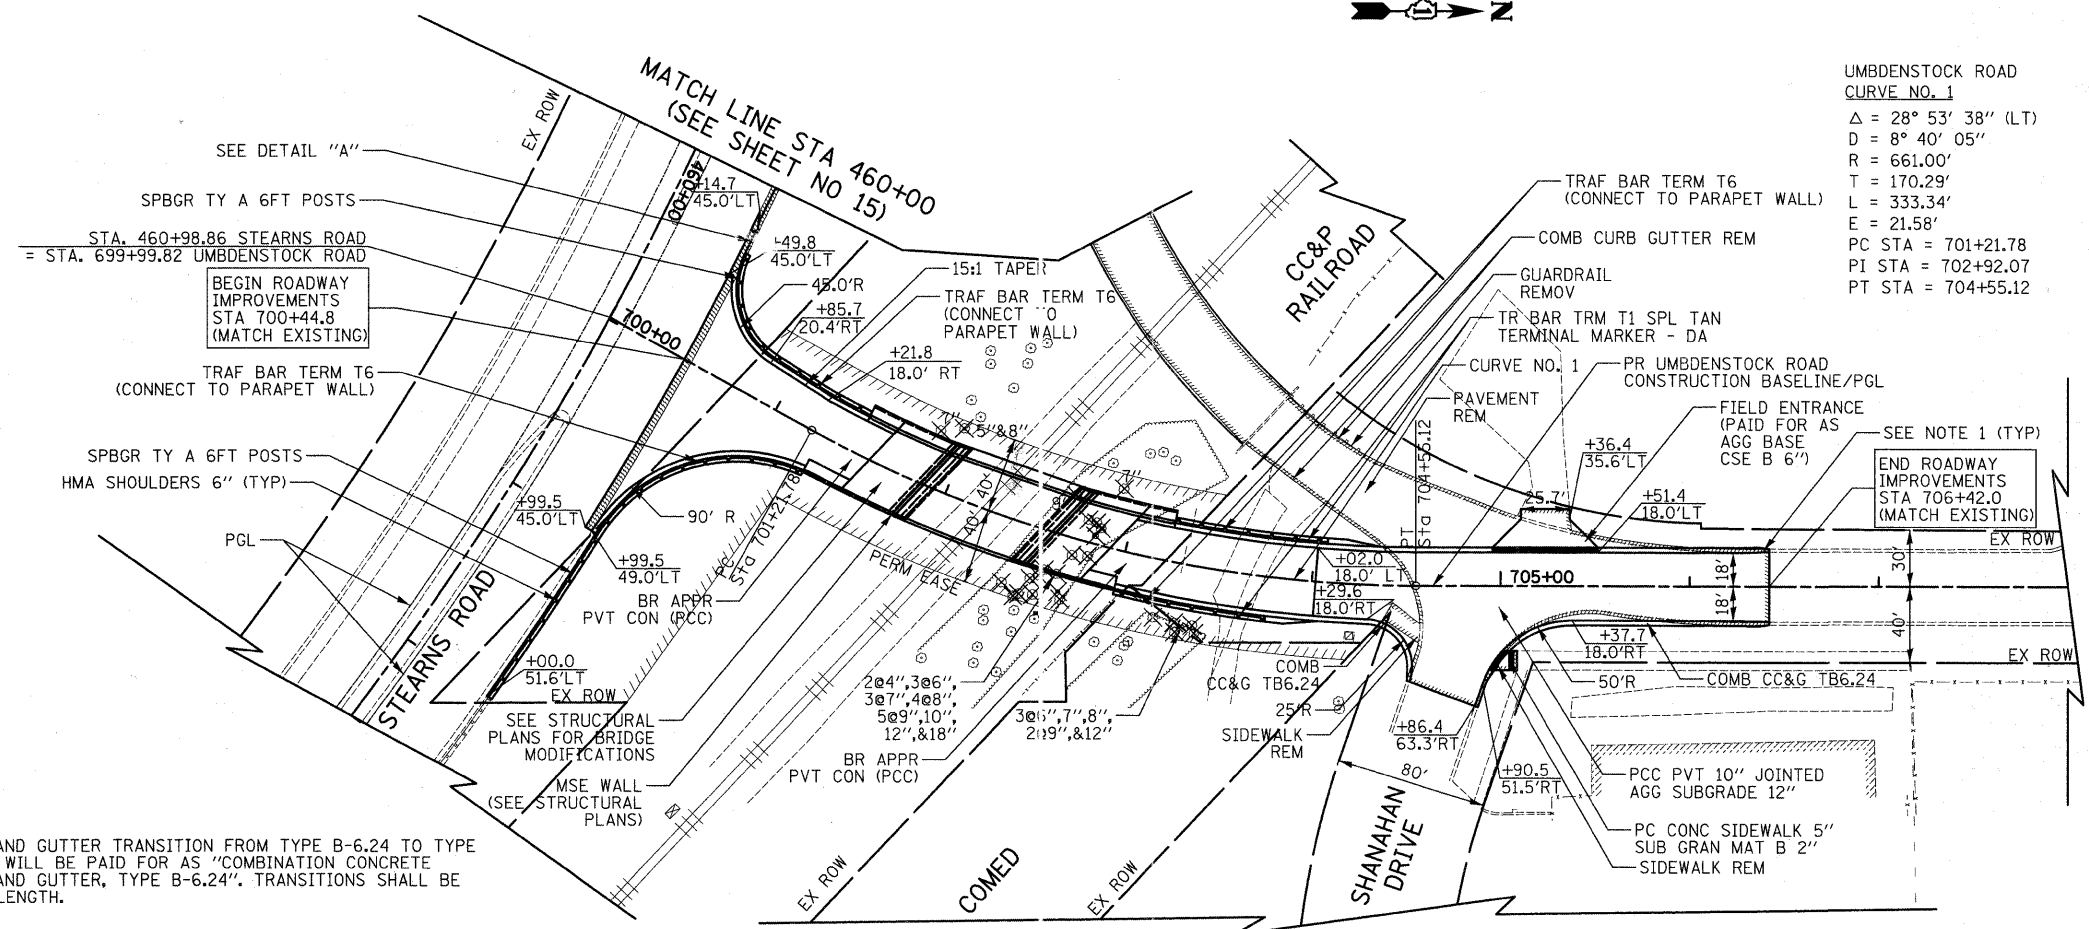 N
MATCH LINE STA 460+00
(SEE SHEET NO 15)
UMBDENSTOCK ROAD
CURVE NO. 1
Δ = 28° 53' 38" (LT)
D = 8° 40' 05"
R = 661.00'
T = 170.29'
L = 333.34'
E = 21.58'
PC STA = 701+21.78
PI STA = 702+92.07
PT STA = 704+55.12
EX ROW
SEE DETAIL "A"
SPBGR TY A 6FT POSTS
STA. 460+98.86 STEARNS ROAD
= STA. 699+99.82 UMBDENSTOCK ROAD
BEGIN ROADWAY
IMPROVEMENTS
STA 700+44.8
(MATCH EXISTING)
TRAF BAR TERM T6
(CONNECT TO PARAPET WALL)
SPBGR TY A 6FT POSTS
HMA SHOULDERS 6" (TYP)
PGL
460+00
+14.7
45.0'LT
+49.8
45.0'LT
45.0'R
+85.7
20.4'RT
15:1 TAPER
TRAF BAR TERM T6
(CONNECT TO
PARAPET WALL)
+21.8
18.0' RT
700+00
CC&P
RAILROAD
TRAF BAR TERM T6
(CONNECT TO PARAPET WALL)
COMB CURB GUTTER REM
GUARDRAIL
REMOV
TR BAR TRM T1 SPL TAN
TERMINAL MARKER - DA
CURVE NO. 1
PR UMBDENSTOCK ROAD
CONSTRUCTION BASELINE/PGL
PAVEMENT
REM
FIELD ENTRANCE
(PAID FOR AS
AGG BASE
CSE B 6")
SEE NOTE 1 (TYP)
END ROADWAY
IMPROVEMENTS
STA 706+42.0
(MATCH EXISTING)
+36.4
35.6'LT
25.7'
+51.4
18.0'LT
EX ROW
PT
Sta 704+55.12
7"
5"&8"
7"
40'
40'
+99.5
45.0'LT
90' R
PC
Sta 701+21.78
PERM EASE
+99.5
49.0'LT
BR APPR
PVT CON (PCC)
+02.0
18.0' LT
+29.6
18.0'RT
705+00
18'
18'
30'
40'
+37.7
18.0'RT
EX ROW
STEARNS ROAD
+00.0
51.6'LT
EX ROW
SEE STRUCTURAL
PLANS FOR BRIDGE
MODIFICATIONS
MSE WALL
(SEE STRUCTURAL
PLANS)
2@4",3@6",
3@7",4@8",
5@9",10",
12",&18"
BR APPR
PVT CON (PCC)
3@6",7",8",
2@9",&12"
COMB
CC&G TB6.24
25'R
SIDEWALK
REM
+86.4
63.3'RT
50'R
COMB CC&G TB6.24
80'
+90.5
51.5'RT
PCC PVT 10" JOINTED
AGG SUBGRADE 12"
PC CONC SIDEWALK 5"
SUB GRAN MAT B 2"
SIDEWALK REM
SHANAHAN
DRIVE
EX ROW
COMED
EX ROW
AND GUTTER TRANSITION FROM TYPE B-6.24 TO TYPE
WILL BE PAID FOR AS "COMBINATION CONCRETE
AND GUTTER, TYPE B-6.24". TRANSITIONS SHALL BE
LENGTH.